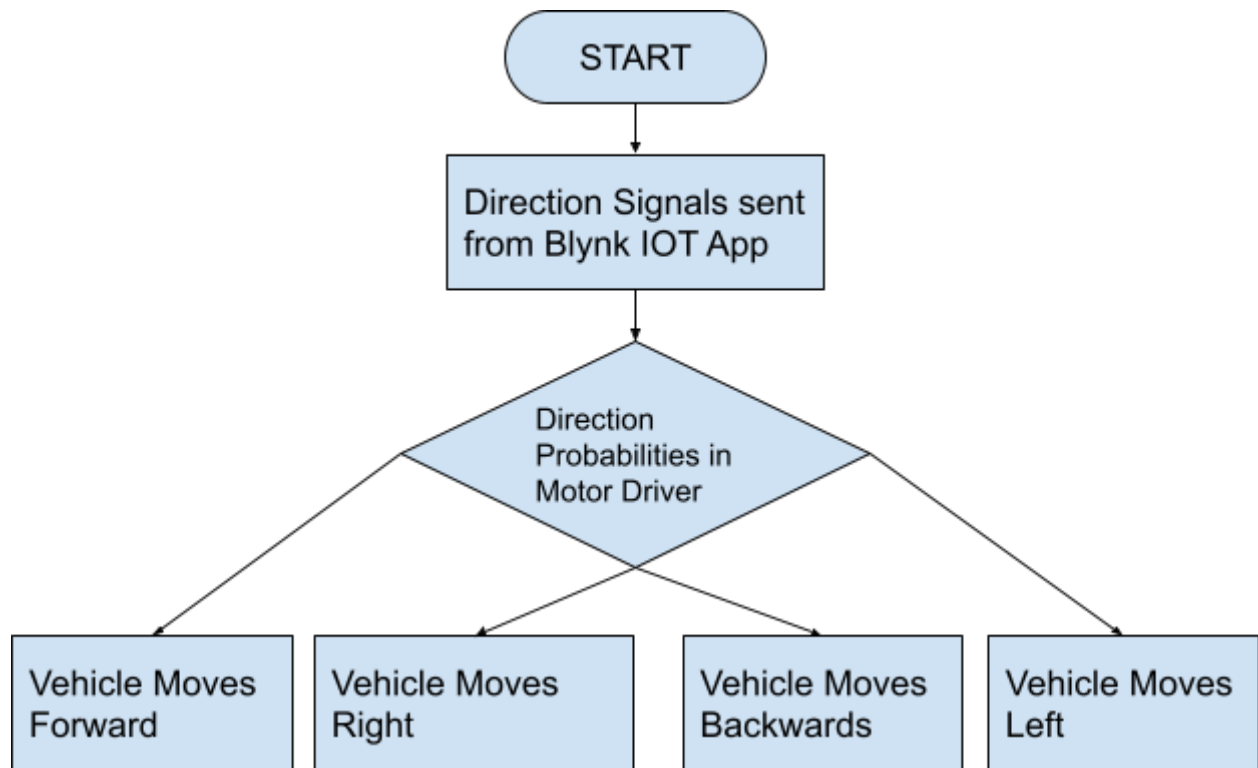 START
Direction Signals sent
from Blynk IOT App
Direction
Probabilities in
Motor Driver
Vehicle Moves
Forward
Vehicle Moves
Right
Vehicle Moves
Backwards
Vehicle Moves
Left